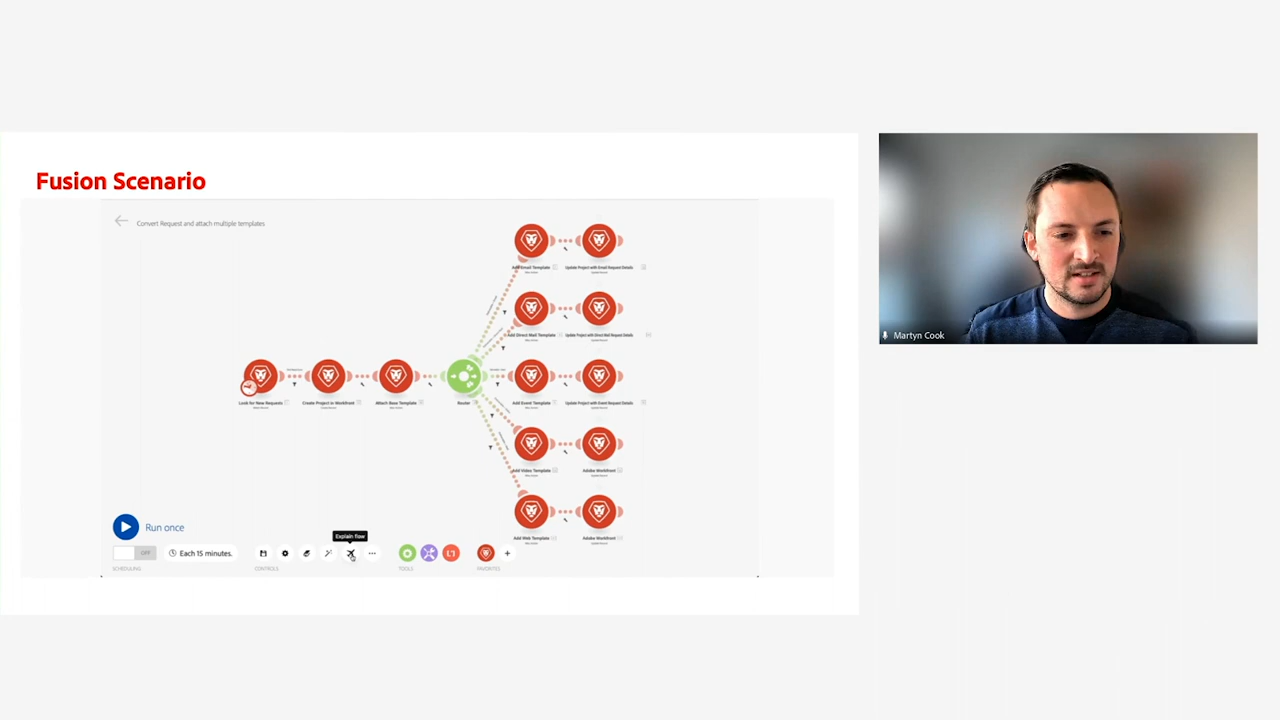 Fusion Scenario
Convert Request and attach multiple templates
Add Email Template
Update Project with Email Request Details
Add Direct Mail Template
Update Project with Direct Mail Request Details
Look for New Requests
Create Project in Workfront
Attach Base Template
Router
Add Event Template
Update Project with Event Request Details
Add Video Template
Adobe Workfront
Add Web Template
Adobe Workfront
Run once
Explain flow
OFF
Each 15 minutes.
SCHEDULING
CONTROLS
TOOLS
FAVORITES
Martyn Cook